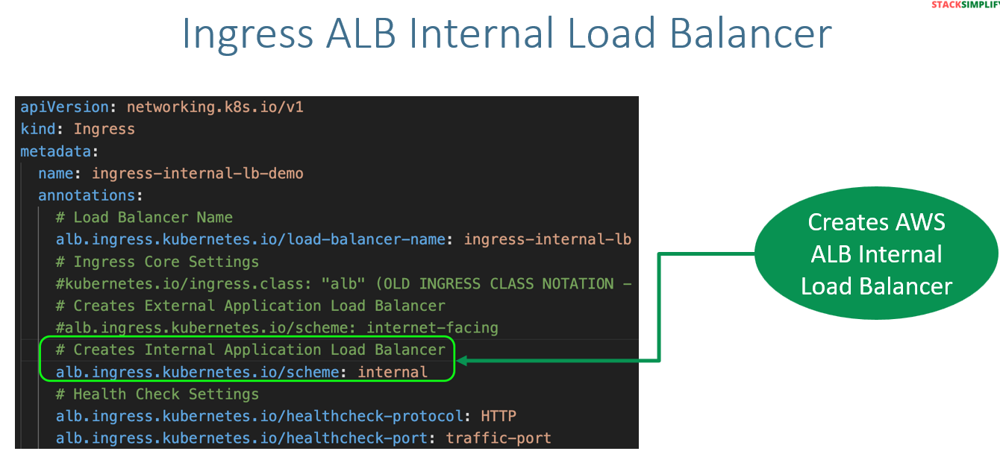 STACKSIMPLIFY
Ingress ALB Internal Load Balancer
apiVersion: networking.k8s.io/v1
kind: Ingress
metadata:
name: ingress-internal-lb-demo
annotations:
# Load Balancer Name
alb.ingress.kubernetes.io/load-balancer-name: ingress-internal-lb
# Ingress Core Settings
#kubernetes.io/ingress.class: "alb" (OLD INGRESS CLASS NOTATION -
# Creates External Application Load Balancer
#alb.ingress.kubernetes.io/scheme: internet-facing
# Creates Internal Application Load Balancer
alb.ingress.kubernetes.io/scheme: internal
# Health Check Settings
alb.ingress.kubernetes.io/healthcheck-protocol: HTTP
alb.ingress.kubernetes.io/healthcheck-port: traffic-port
Creates AWS
ALB Internal
Load Balancer